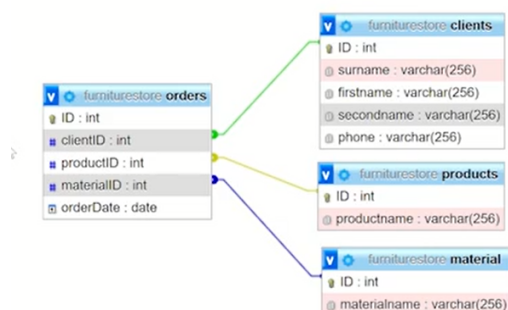 furniturestore orders
ID : int
clientID : int
productID : int
materialID : int
orderDate : date
v furniturestore clients
ID : int
surname : varchar(256)
firstname : varchar(256)
secondname : varchar(256)
phone : varchar(256)
v furniturestore products
ID : int
productname : varchar(256)
v furniturestore material
ID : int
materialname : varchar(256)